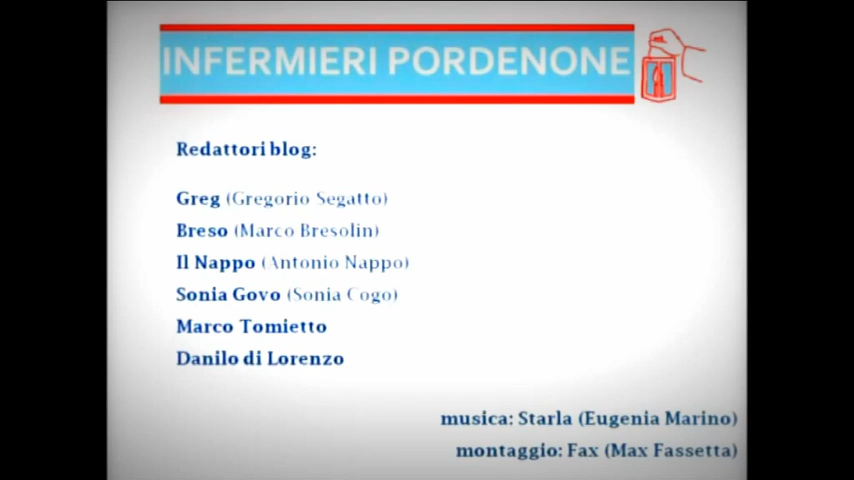 INFERMIERI PORDENONE
Redattori blog:
Greg (Gregorio Segatto)
Breso (Marco Bresolin)
Il Nappo (Antonio Nappo)
Sonia Govo (Sonia Cogo)
Marco Tomietto
Danilo di Lorenzo
musica: Starla (Eugenia Marino)
montaggio: Fax (Max Fassetta)